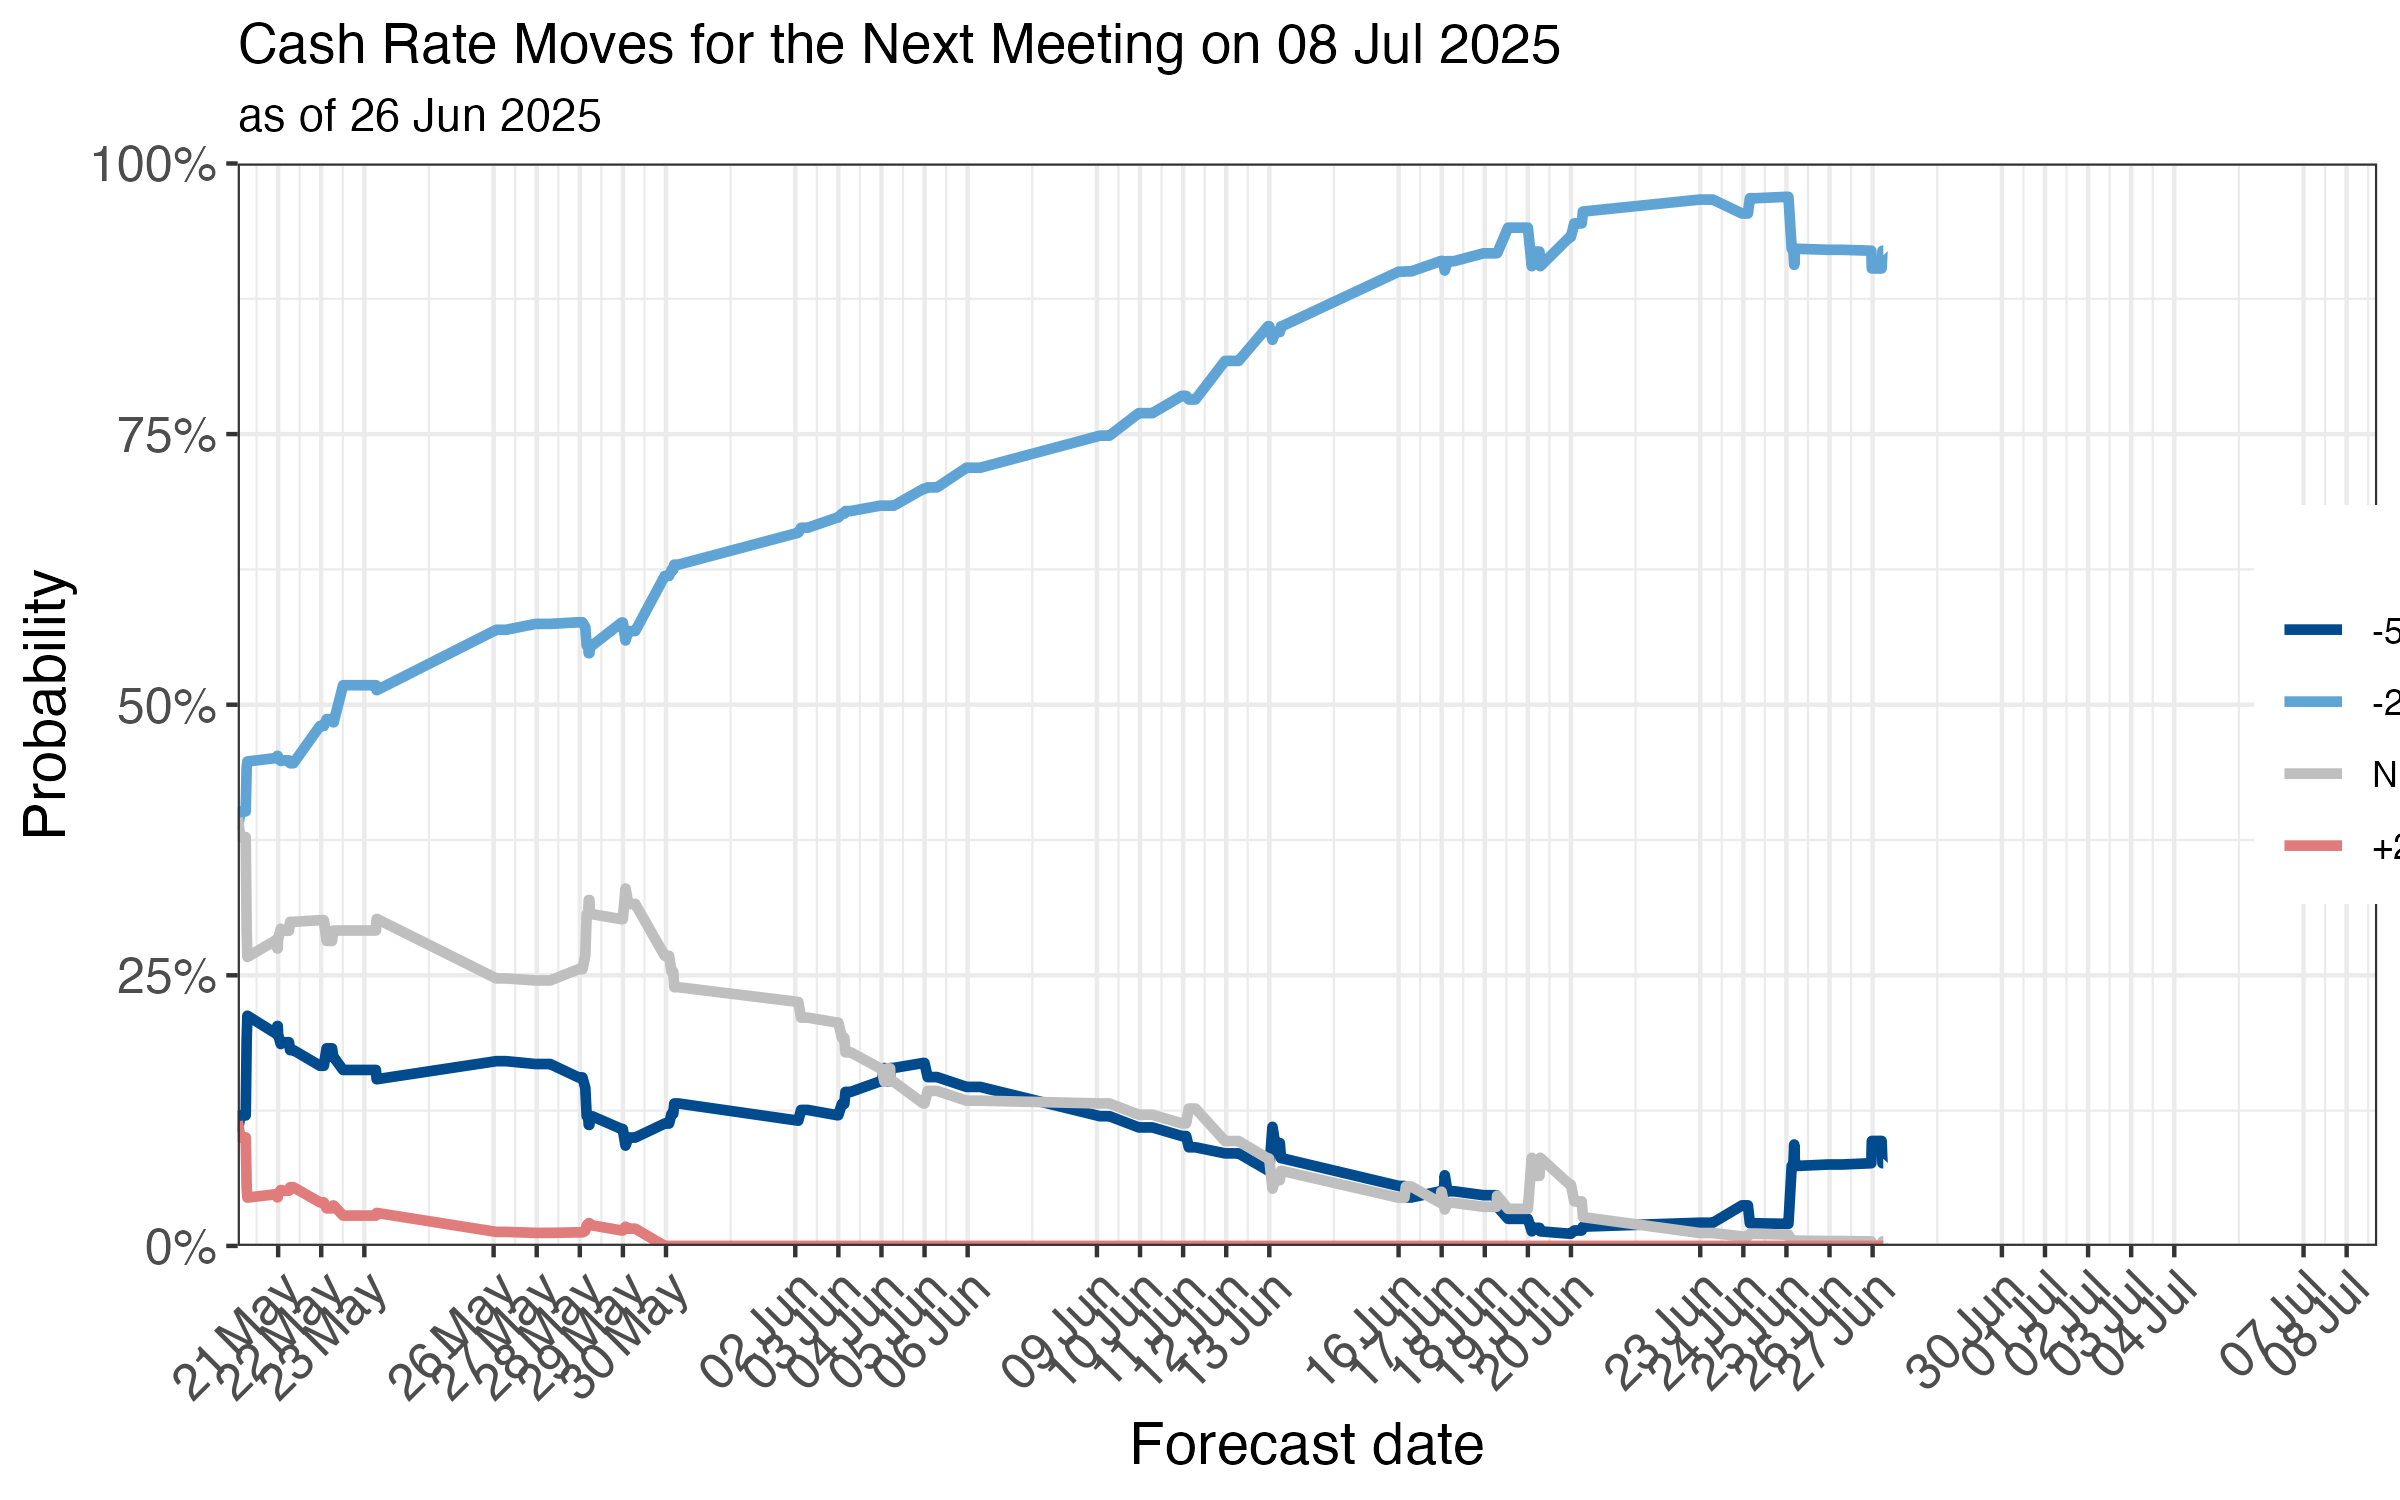 Cash Rate Moves for the Next Meeting on 08 Jul 2025
as of 26 Jun 2025
100%
75%
50%
25%
0%
Probability
-5
-2
N
+2
21 May
22 May
23 May
26 May
27 May
28 May
29 May
30 May
02 Jun
03 Jun
04 Jun
05 Jun
06 Jun
09 Jun
10 Jun
11 Jun
12 Jun
13 Jun
16 Jun
17 Jun
18 Jun
19 Jun
20 Jun
23 Jun
24 Jun
25 Jun
26 Jun
27 Jun
30 Jun
01 Jul
02 Jul
03 Jul
04 Jul
07 Jul
08 Jul
Forecast date